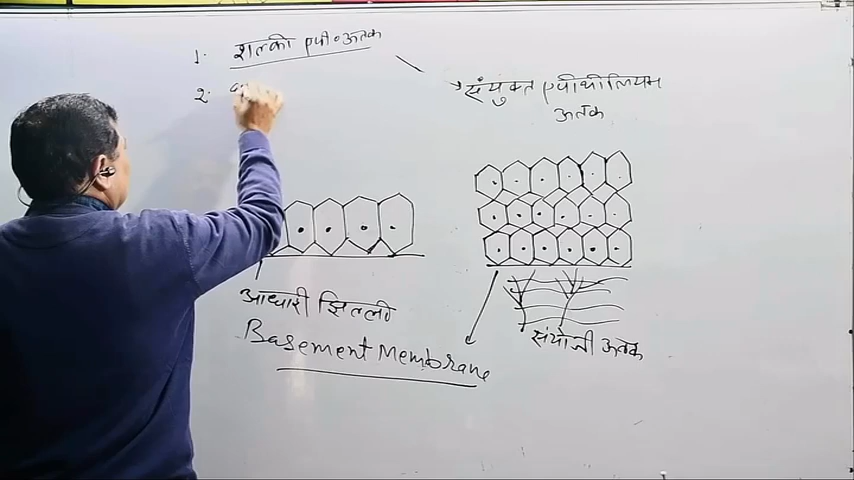 1. शल्की एपी० ऊतक
2.
संयुक्त एपीथीलियम
ऊतक
आधारी झिल्ली
Basement Membrane
संयोजी ऊतक